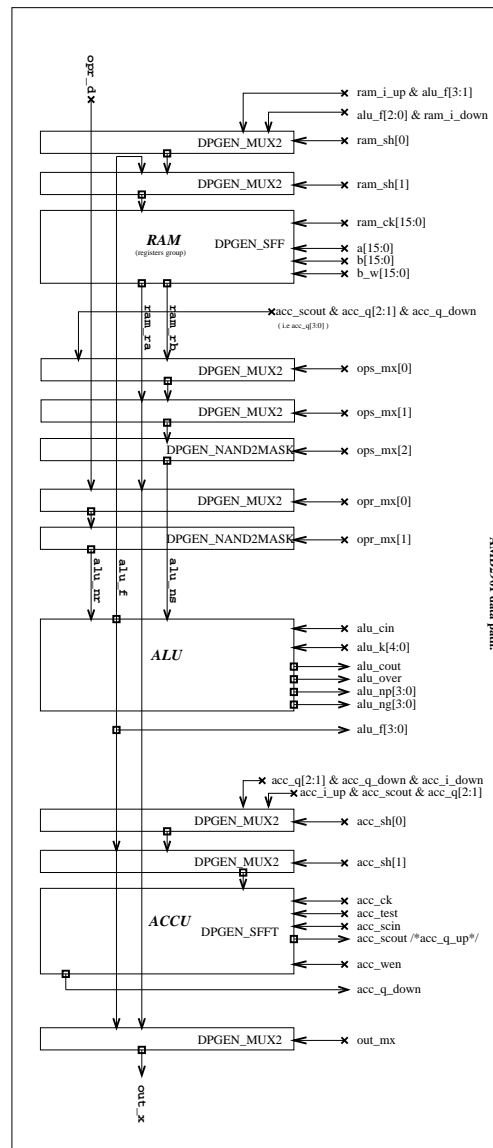 opr_d
ram_i_up & alu_f[3:1]
alu_f[2:0] & ram_i_down
DPGEN_MUX2
ram_sh[0]
DPGEN_MUX2
ram_sh[1]
RAM
(registers group)
DPGEN_SFF
ram_ck[15:0]
a[15:0]
b[15:0]
b_w[15:0]
ram_ra
ram_rb
acc_scout & acc_q[2:1] & acc_q_down
( i.e acc_q[3:0] )
DPGEN_MUX2
ops_mx[0]
DPGEN_MUX2
ops_mx[1]
DPGEN_NAND2MASK
ops_mx[2]
DPGEN_MUX2
opr_mx[0]
DPGEN_NAND2MASK
opr_mx[1]
alu_nr
alu_f
alu_ns
ALU
alu_cin
alu_k[4:0]
alu_cout
alu_over
alu_np[3:0]
alu_ng[3:0]
alu_f[3:0]
acc_q[2:1] & acc_q_down & acc_i_down
acc_i_up & acc_scout & acc_q[2:1]
DPGEN_MUX2
acc_sh[0]
DPGEN_MUX2
acc_sh[1]
ACCU
DPGEN_SFFT
acc_ck
acc_test
acc_scin
acc_scout /*acc_q_up*/
acc_wen
acc_q_down
DPGEN_MUX2
out_mx
out_x